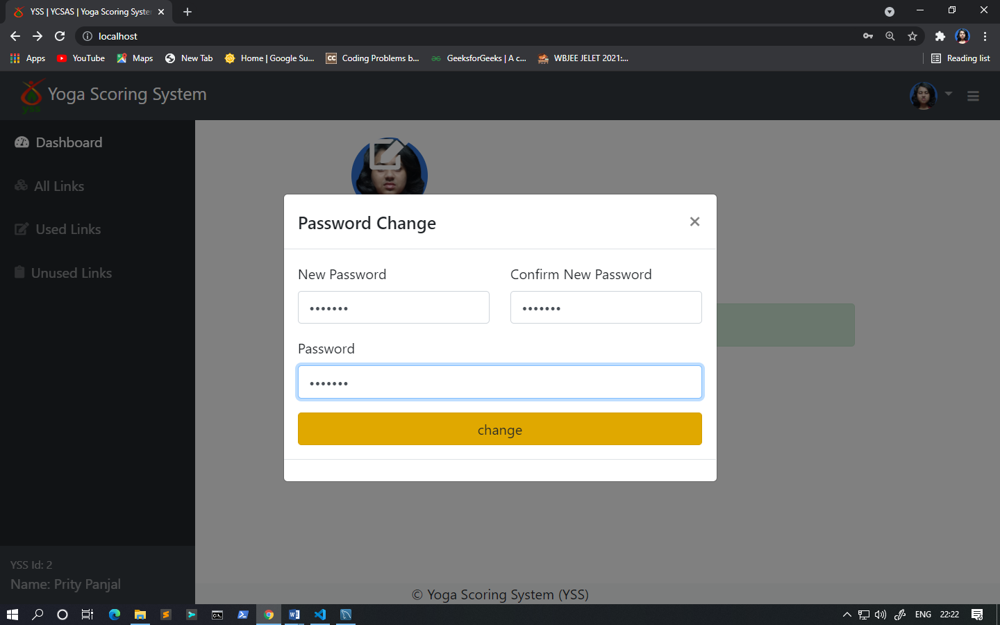 YSS | YCSAS | Yoga Scoring Syste
localhost
Apps
YouTube
Maps
New Tab
Home | Google Su...
CC
Coding Problems b...
GeeksforGeeks | A c...
WBJEE JELET 2021:...
Reading list
yss
Yoga Scoring System
Dashboard
All Links
Used Links
Unused Links
Password Change
New Password
Confirm New Password
Password
change
YSS Id: 2
Name: Prity Panjal
© Yoga Scoring System (YSS)
ENG
22:22